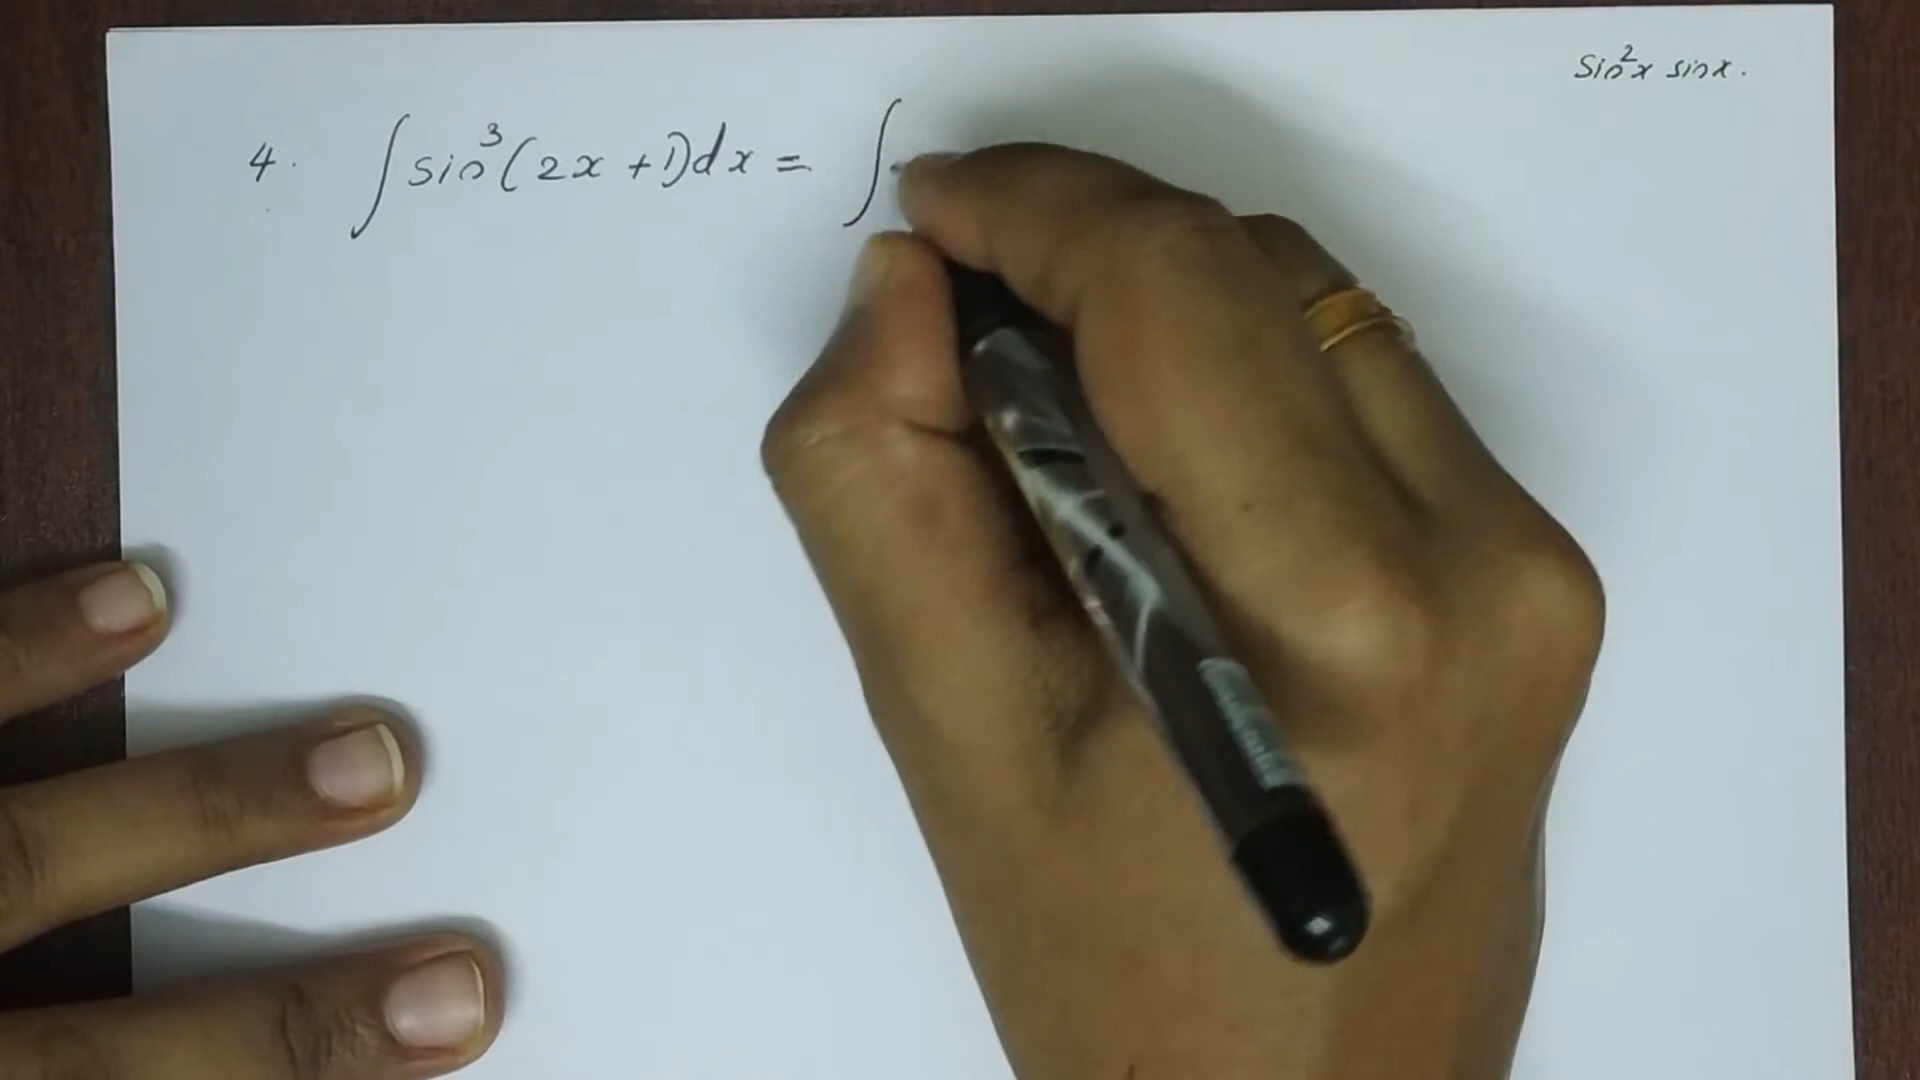 sin²x sinx.
4. ∫sin³(2x+1)dx = ∫